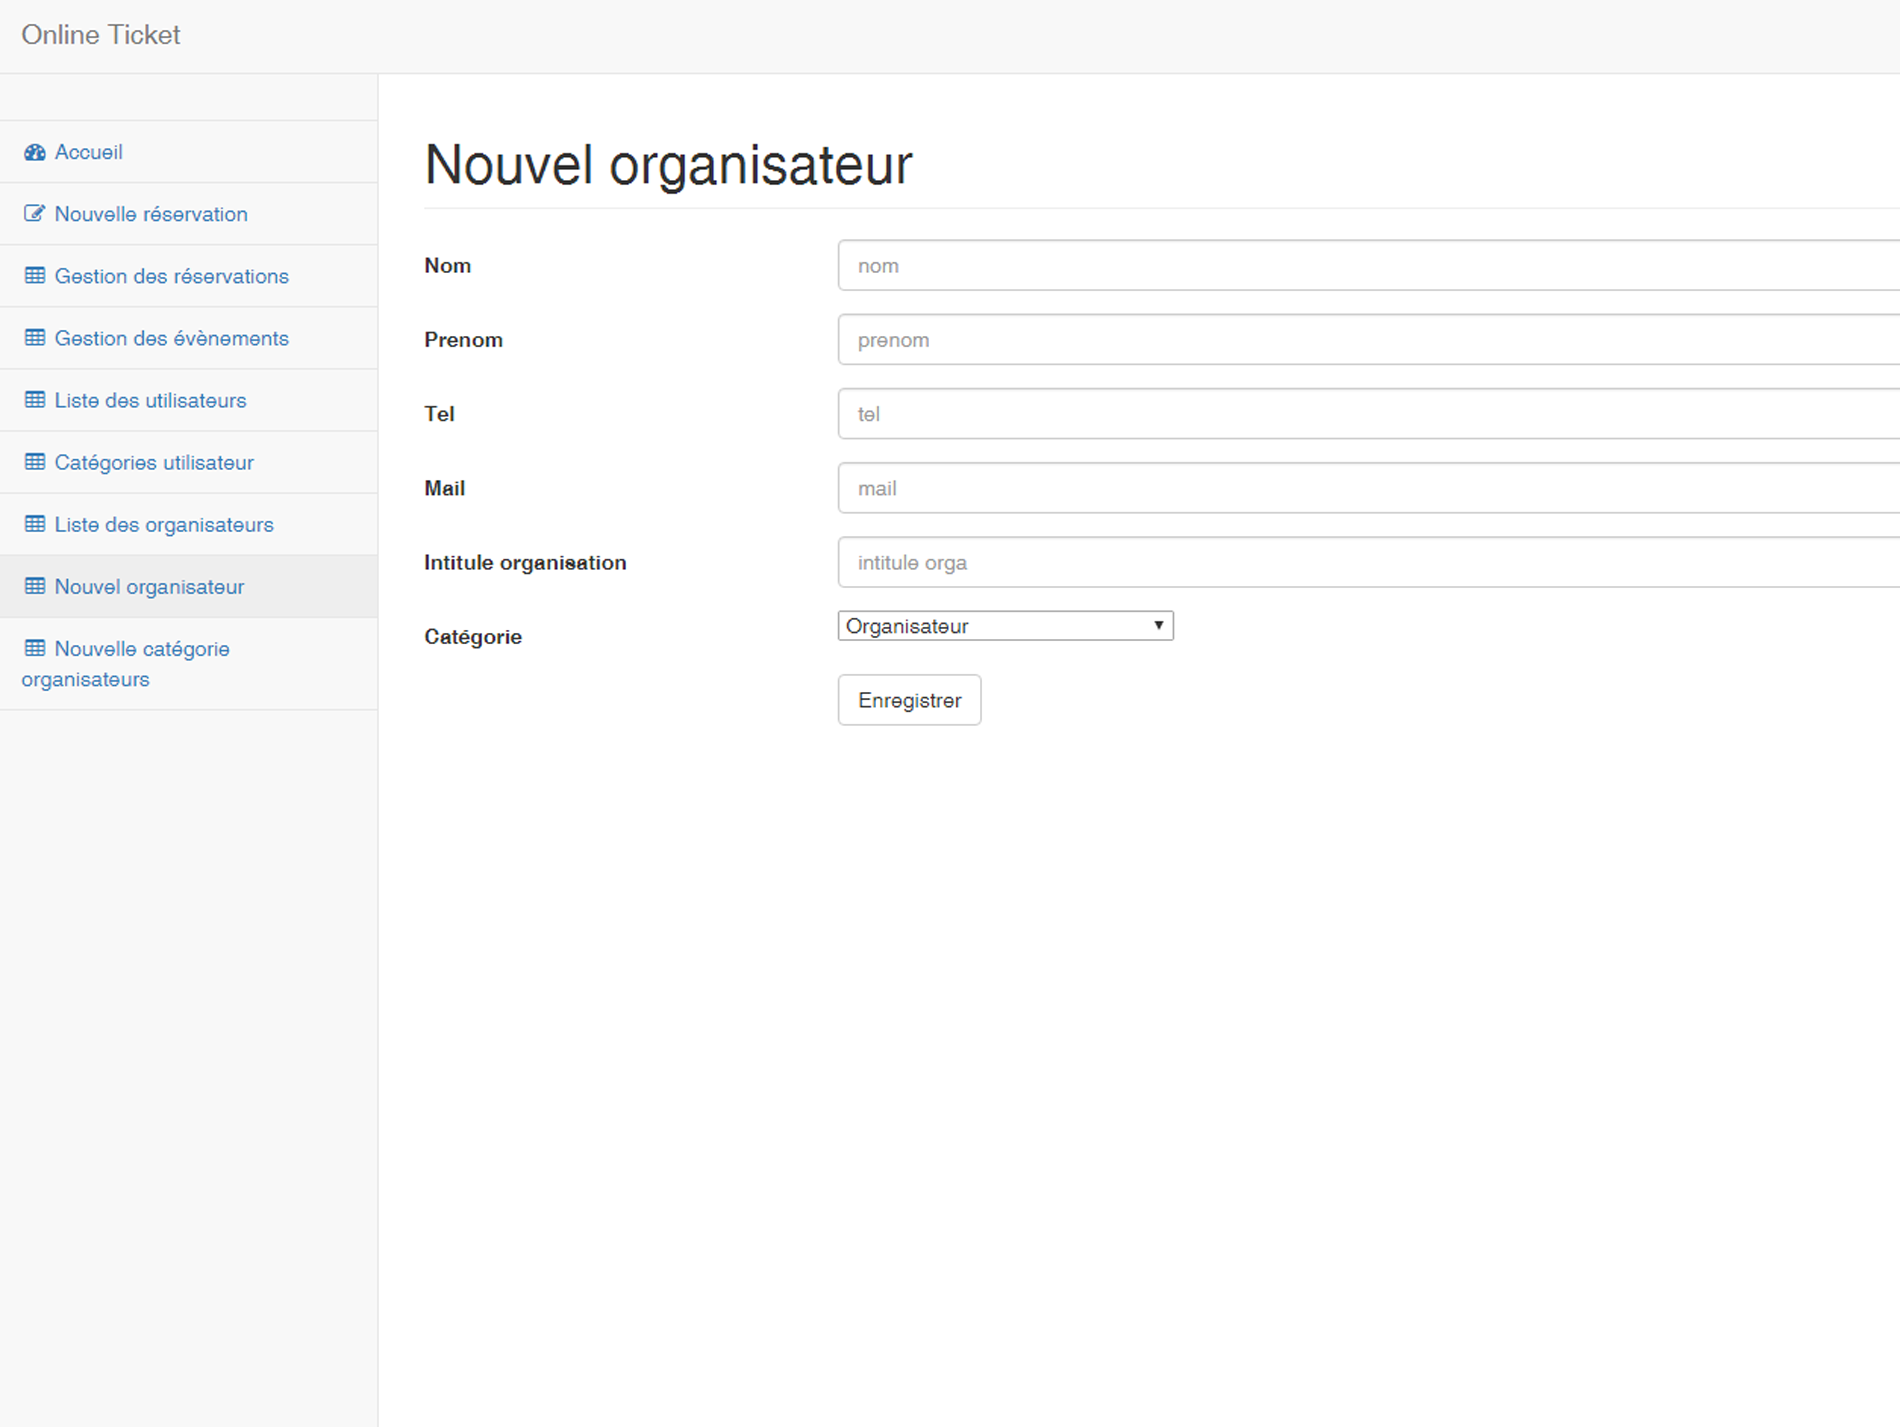 Online Ticket
Accueil
Nouvelle réservation
Gestion des réservations
Gestion des évènements
Liste des utilisateurs
Catégories utilisateur
Liste des organisateurs
Nouvel organisateur
Nouvelle catégorie
organisateurs
Nouvel organisateur
Nom
nom
Prenom
prenom
Tel
tel
Mail
mail
Intitule organisation
intitule orga
Catégorie
Organisateur
Enregistrer